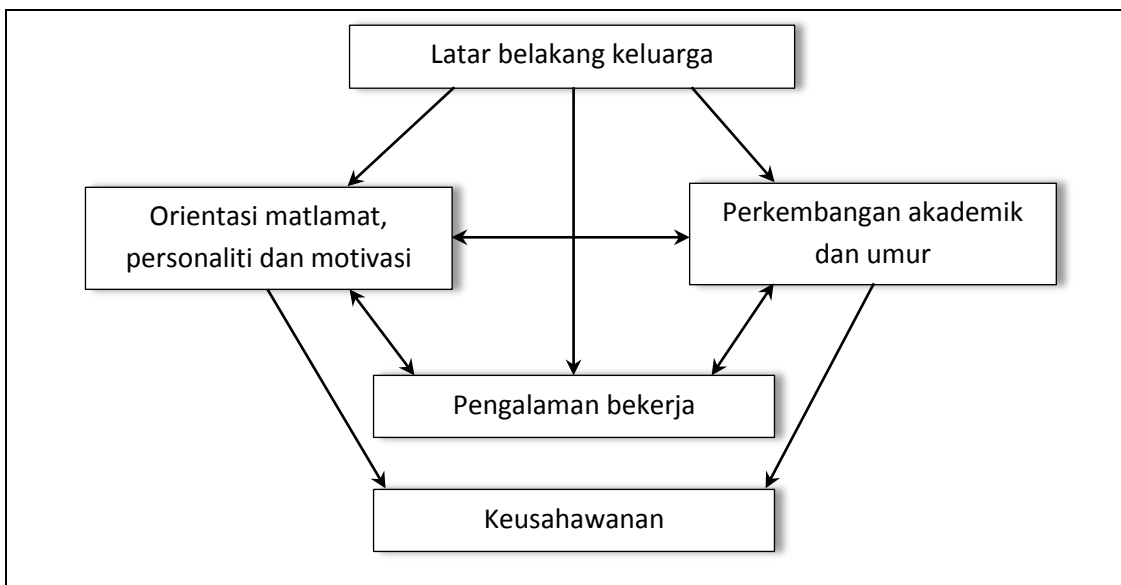 Latar belakang keluarga
Orientasi matlamat,
personaliti dan motivasi
Perkembangan akademik
dan umur
Pengalaman bekerja
Keusahawanan